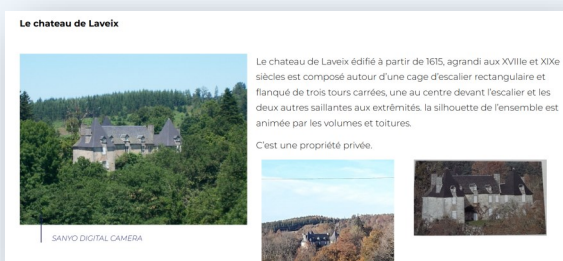 Le chateau de Laveix
Le chateau de Laveix édifié à partir de 1615, agrandi aux XVIIIe et XIXe
siècles est composé autour d'une cage d'escalier rectangulaire et
flanqué de trois tours carrées, une au centre devant l'escalier et les
deux autres saillantes aux extrêmités. la silhouette de l'ensemble est
animée par les volumes et toitures.
C'est une propriété privée.
SANYO DIGITAL CAMERA